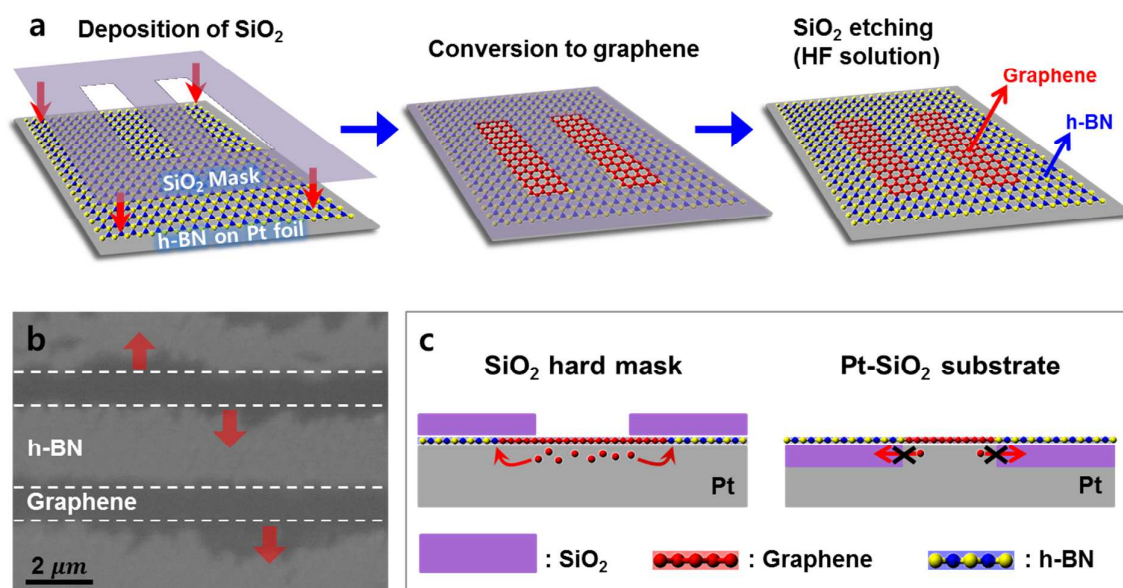 a
Deposition of SiO₂
SiO₂ Mask
h-BN on Pt foil
Conversion to graphene
SiO₂ etching
(HF solution)
Graphene
h-BN
b
h-BN
Graphene
2 μm
c
SiO₂ hard mask
Pt
Pt-SiO₂ substrate
Pt
: SiO₂
: Graphene
: h-BN